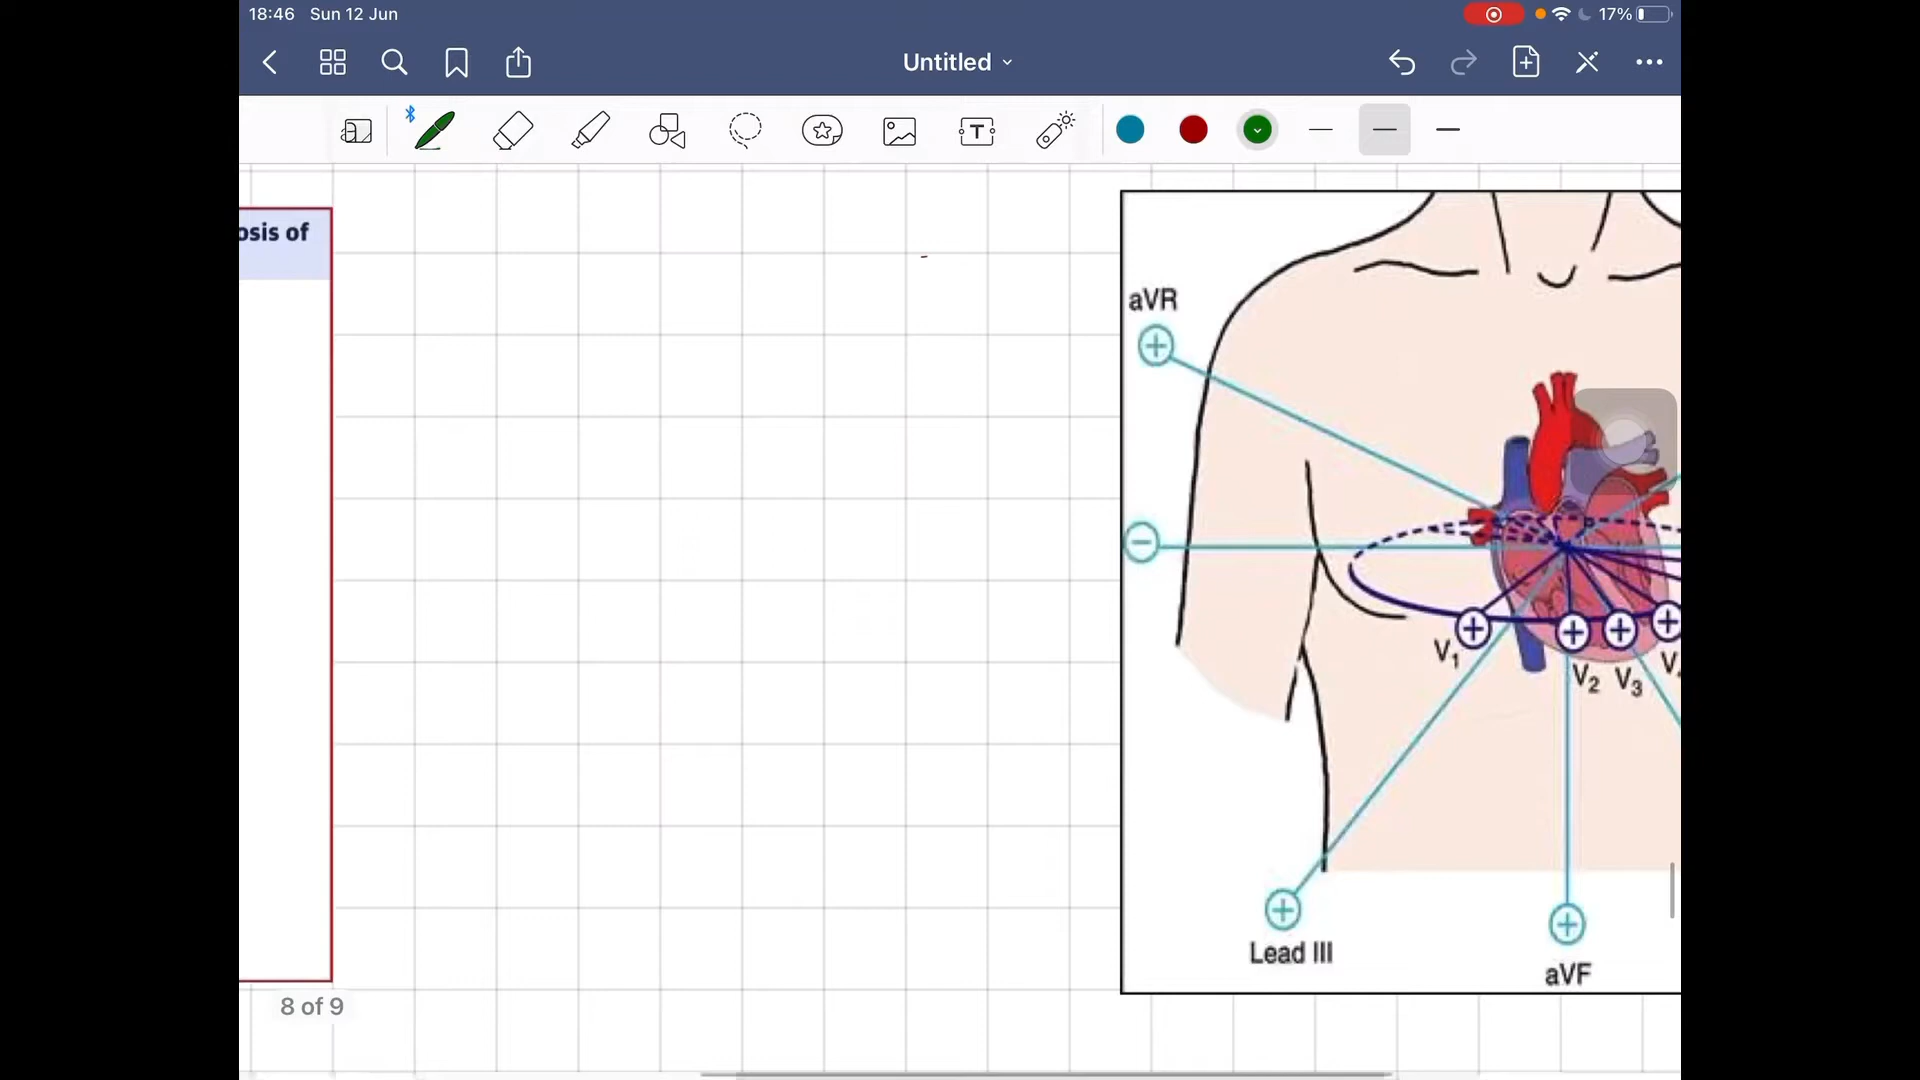 18:46 Sun 12 Jun
17%
Untitled
T
osis of
aVR
V1
V2
V3
Lead III
aVF
8 of 9